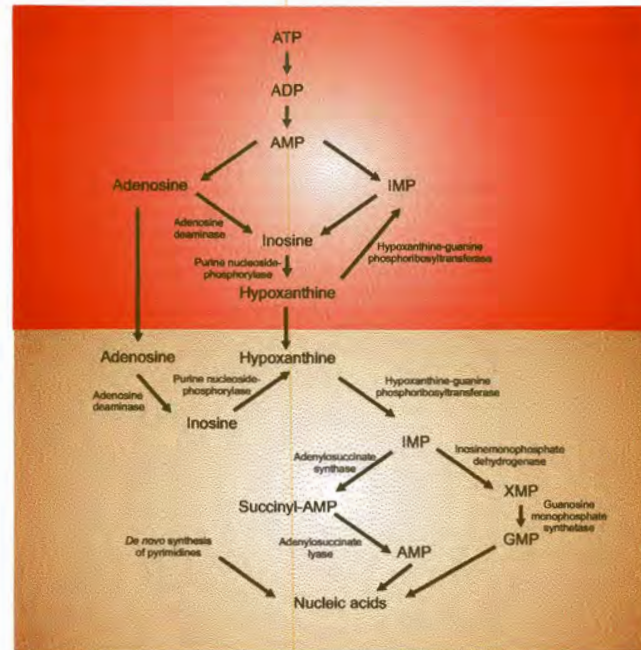 ATP
ADP
AMP
Adenosine
IMP
Adenosine
deaminase
Inosine
Purine nucleoside-
phosphorylase
Hypoxanthine-guanine
phosphoribosyltransferase
Hypoxanthine
Adenosine
Hypoxanthine
Purine nucleoside-
phosphorylase
Hypoxanthine-guanine
phosphoribosyltransferase
Adenosine
deaminase
Inosine
IMP
Adenylosuccinate
synthase
Inosinemonophosphate
dehydrogenase
Succinyl-AMP
XMP
Guanosine
monophosphate
synthetase
De novo synthesis
of pyrimidines
Adenylosuccinate
lyase
AMP
GMP
Nucleic acids